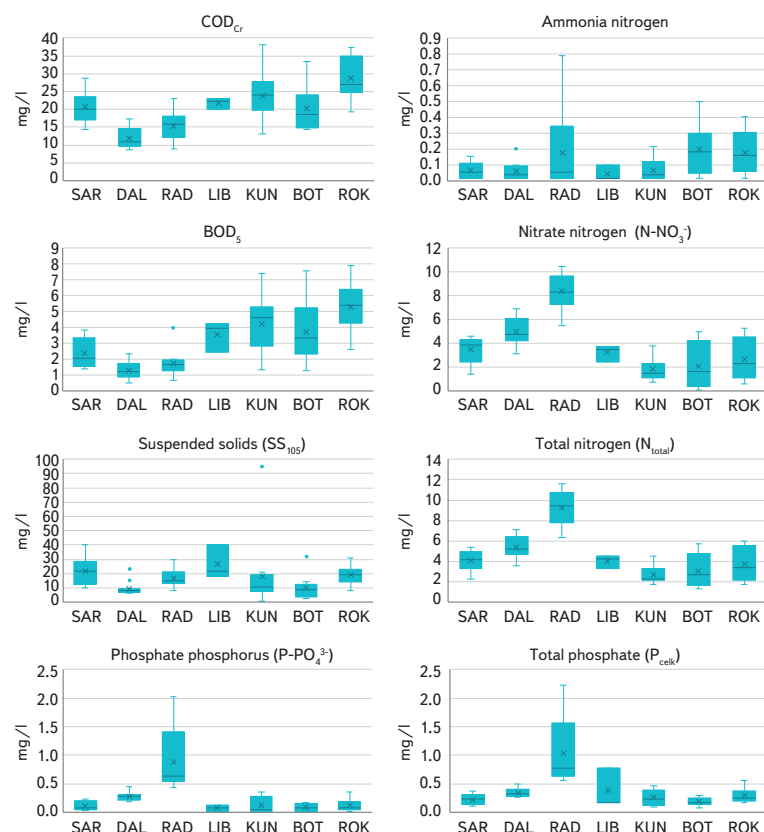 COD_Cr
mg/l
40
35
30
25
20
15
10
5
0
SAR DAL RAD LIB KUN BOT ROK
Ammonia nitrogen
mg/l
0.9
0.8
0.7
0.6
0.5
0.4
0.3
0.2
0.1
0.0
SAR DAL RAD LIB KUN BOT ROK
BOD_5
mg/l
9
8
7
6
5
4
3
2
1
0
SAR DAL RAD LIB KUN BOT ROK
Nitrate nitrogen (N-NO_3^-)
mg/l
12
10
8
6
4
2
0
SAR DAL RAD LIB KUN BOT ROK
Suspended solids (SS_105)
mg/l
100
90
80
70
60
50
40
30
20
10
0
SAR DAL RAD LIB KUN BOT ROK
Total nitrogen (N_total)
mg/l
14
12
10
8
6
4
2
0
SAR DAL RAD LIB KUN BOT ROK
Phosphate phosphorus (P-PO_4^3-)
mg/l
2.5
2.0
1.5
1.0
0.5
0.0
SAR DAL RAD LIB KUN BOT ROK
Total phosphate (P_celk)
mg/l
2.5
2.0
1.5
1.0
0.5
0.0
SAR DAL RAD LIB KUN BOT ROK